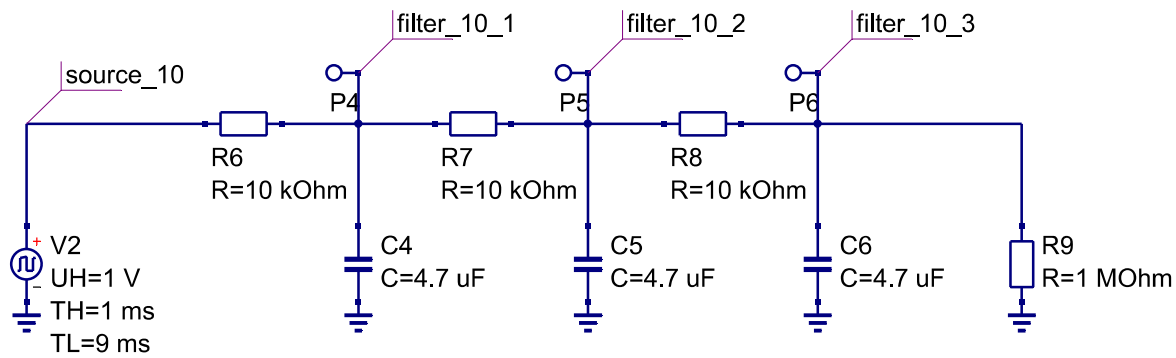 filter_10_1
filter_10_2
filter_10_3
source_10
P4
P5
P6
R6
R=10 kOhm
R7
R=10 kOhm
R8
R=10 kOhm
+
V2
UH=1 V
TH=1 ms
TL=9 ms
C4
C=4.7 uF
C5
C=4.7 uF
C6
C=4.7 uF
R9
R=1 MOhm